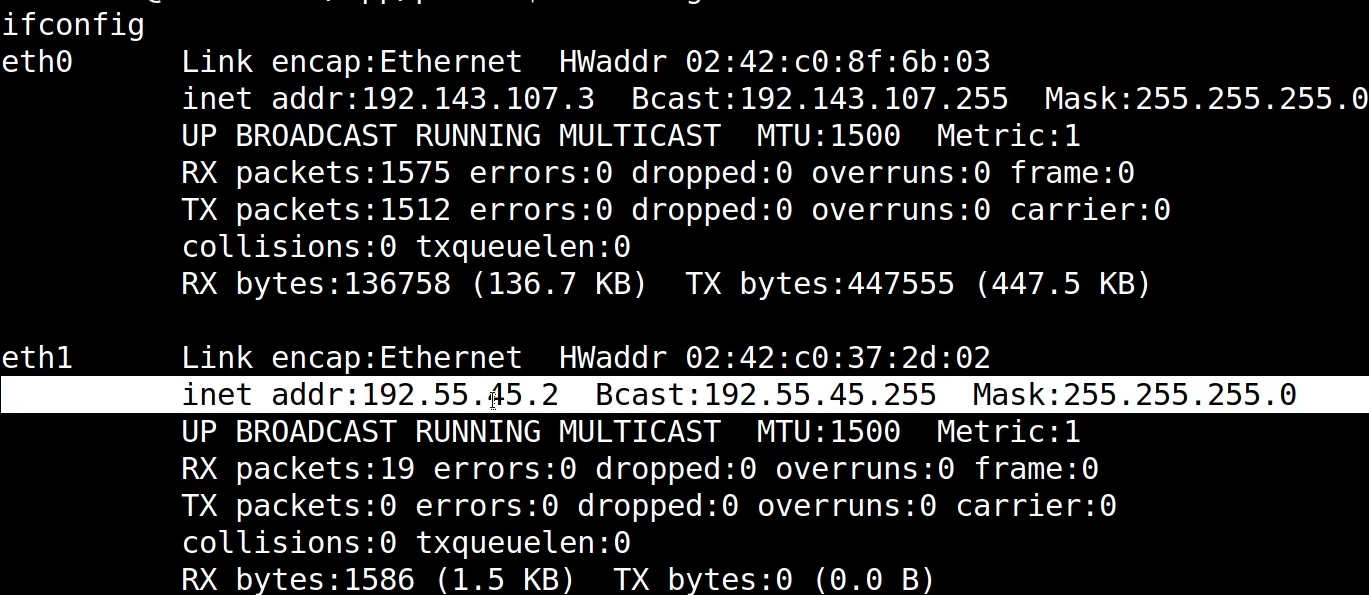 ifconfig
eth0 Link encap:Ethernet HWaddr 02:42:c0:8f:6b:03
inet addr:192.143.107.3 Bcast:192.143.107.255 Mask:255.255.255.0
UP BROADCAST RUNNING MULTICAST MTU:1500 Metric:1
RX packets:1575 errors:0 dropped:0 overruns:0 frame:0
TX packets:1512 errors:0 dropped:0 overruns:0 carrier:0
collisions:0 txqueuelen:0
RX bytes:136758 (136.7 KB) TX bytes:447555 (447.5 KB)
eth1 Link encap:Ethernet HWaddr 02:42:c0:37:2d:02
inet addr:192.55.45.2 Bcast:192.55.45.255 Mask:255.255.255.0
UP BROADCAST RUNNING MULTICAST MTU:1500 Metric:1
RX packets:19 errors:0 dropped:0 overruns:0 frame:0
TX packets:0 errors:0 dropped:0 overruns:0 carrier:0
collisions:0 txqueuelen:0
RX bytes:1586 (1.5 KB) TX bytes:0 (0.0 B)